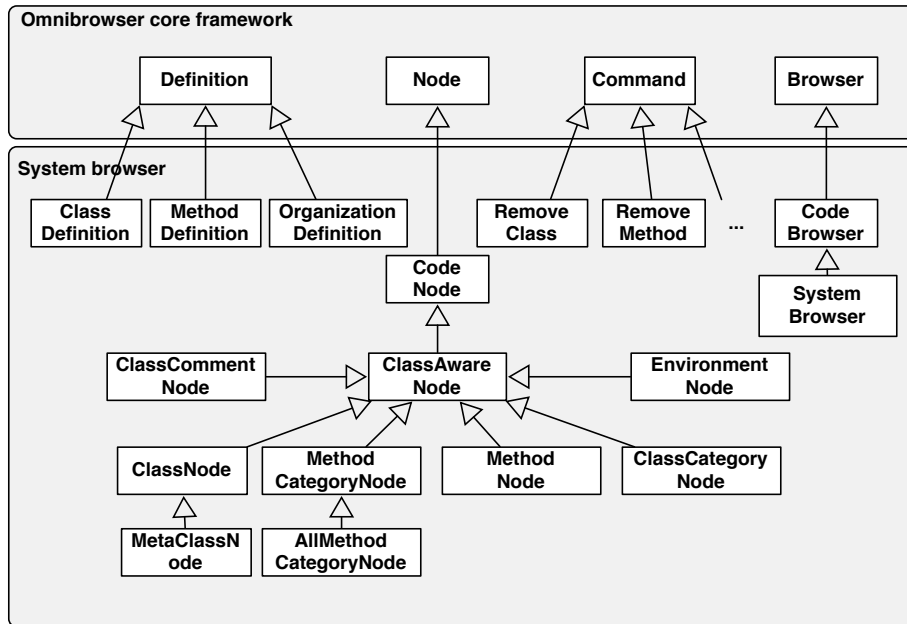 Omnibrowser core framework
Definition
Node
Command
Browser
System browser
Class
Definition
Method
Definition
Organization
Definition
Remove
Class
Remove
Method
...
Code
Browser
Code
Node
System
Browser
ClassComment
Node
ClassAware
Node
Environment
Node
ClassNode
Method
CategoryNode
Method
Node
ClassCategory
Node
MetaClassN
ode
AllMethod
CategoryNode